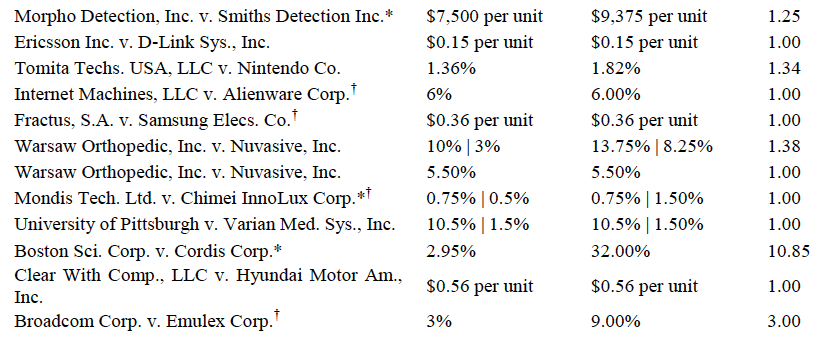 Morpho Detection, Inc. v. Smiths Detection Inc.* $7,500 per unit $9,375 per unit 1.25
Ericsson Inc. v. D-Link Sys., Inc. $0.15 per unit $0.15 per unit 1.00
Tomita Techs. USA, LLC v. Nintendo Co. 1.36% 1.82% 1.34
Internet Machines, LLC v. Alienware Corp.† 6% 6.00% 1.00
Fractus, S.A. v. Samsung Elecs. Co.† $0.36 per unit $0.36 per unit 1.00
Warsaw Orthopedic, Inc. v. Nuvasive, Inc. 10% | 3% 13.75% | 8.25% 1.38
Warsaw Orthopedic, Inc. v. Nuvasive, Inc. 5.50% 5.50% 1.00
Mondis Tech. Ltd. v. Chimei InnoLux Corp.*† 0.75% | 0.5% 0.75% | 1.50% 1.00
University of Pittsburgh v. Varian Med. Sys., Inc. 10.5% | 1.5% 10.5% | 1.50% 1.00
Boston Sci. Corp. v. Cordis Corp.* 2.95% 32.00% 10.85
Clear With Comp., LLC v. Hyundai Motor Am.,
Inc. $0.56 per unit $0.56 per unit 1.00
Broadcom Corp. v. Emulex Corp.† 3% 9.00% 3.00